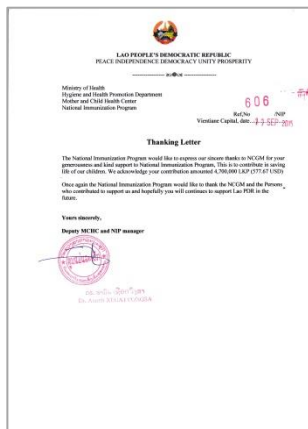 LAO PEOPLE'S DEMOCRATIC REPUBLIC
PEACE INDEPENDENCE DEMOCRACY UNITY PROSPERITY
Ministry of Health
Hygiene and Health Promotion Department
Mother and Child Health Center
National Immunization Program
606
Ref,No /NIP
Vientiane Capital, date
Thanking Letter
The National Immunization Program would like to express our sincere thanks to NCGM for your
generousness and kind support to National Immunization Program, This is to contribute in saving
life of our children. We acknowledge your contribution amounted 4,700,000 LKP (577.67 USD)
Once again the National Immunization Program would like to thank the NCGM and the Persons
who contributed to support us and hopefully you will continues to support Lao PDR in the
future.
Yours sincerely,
Deputy MCHC and NIP manager